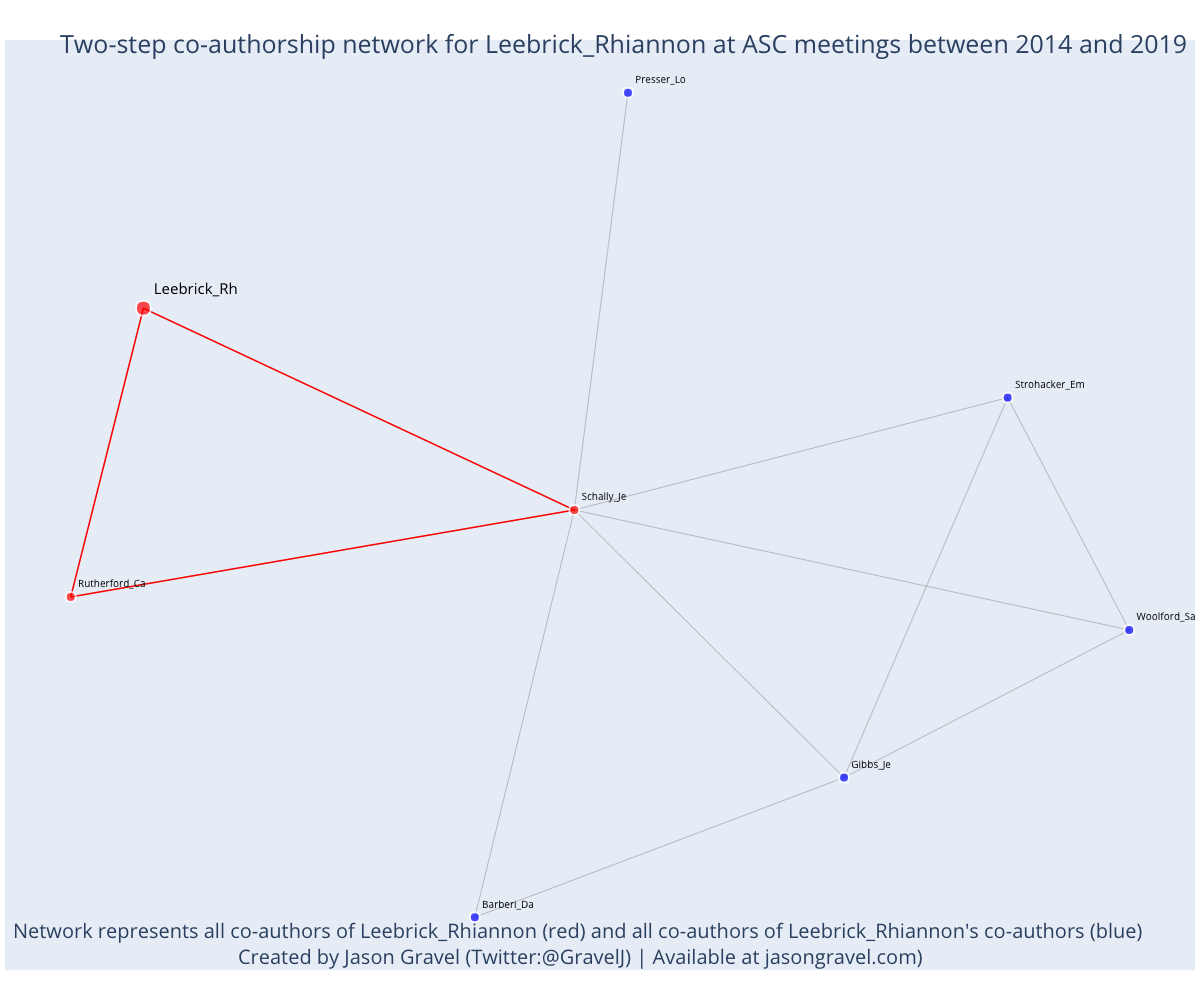 Two-step co-authorship network for Leebrick_Rhiannon at ASC meetings between 2014 and 2019
Presser_Lo
Leebrick_Rh
Strohacker_Em
Schally_Je
Rutherford_Ca
Woolford_Sa
Gibbs_Je
Barberi_Da
Network represents all co-authors of Leebrick_Rhiannon (red) and all co-authors of Leebrick_Rhiannon's co-authors (blue)
Created by Jason Gravel (Twitter:@GravelJ) | Available at jasongravel.com)